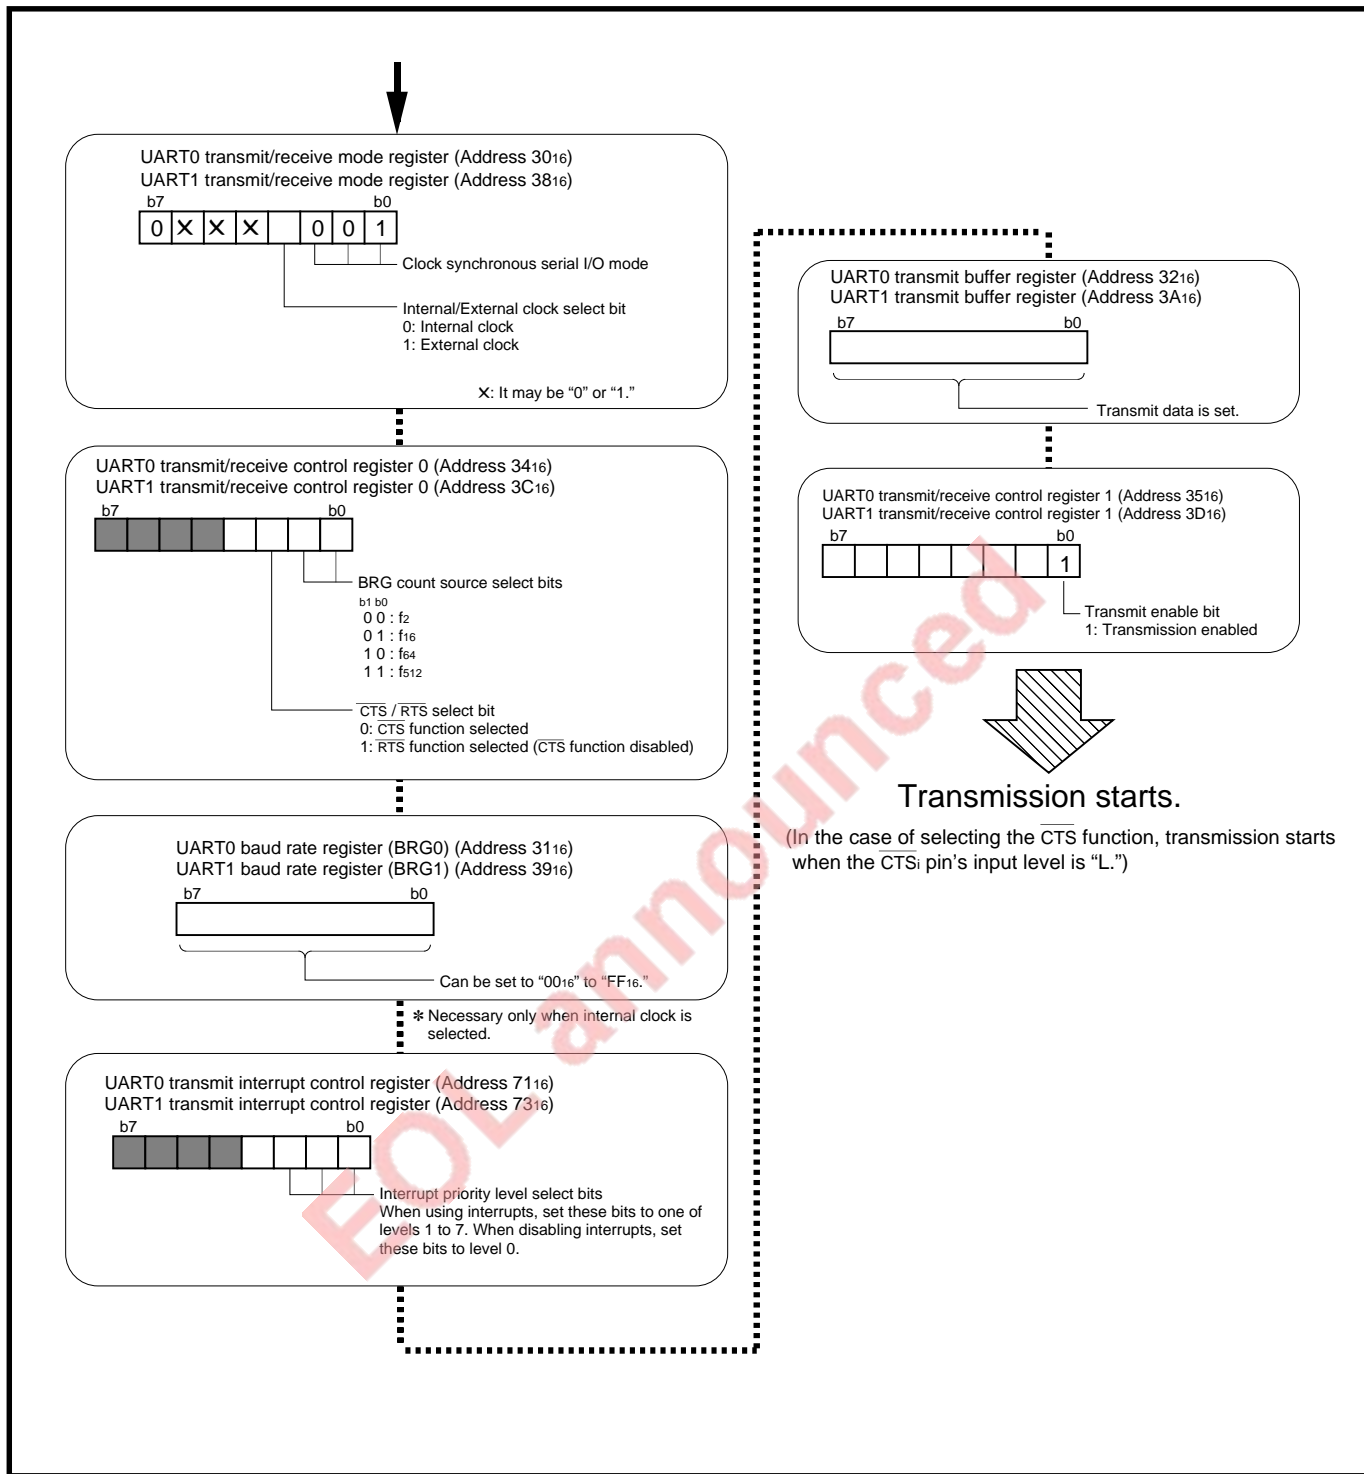 UART0 transmit/receive mode register (Address 3016)
UART1 transmit/receive mode register (Address 3816)
b7 b0
0 ✕ ✕ ✕ 0 0 1
Clock synchronous serial I/O mode
Internal/External clock select bit
0: Internal clock
1: External clock
✕: It may be “0” or “1.”
UART0 transmit/receive control register 0 (Address 3416)
UART1 transmit/receive control register 0 (Address 3C16)
b7 b0
BRG count source select bits
b1 b0
0 0 : f2
0 1 : f16
1 0 : f64
1 1 : f512
CTS / RTS select bit
0: CTS function selected
1: RTS function selected (CTS function disabled)
UART0 baud rate register (BRG0) (Address 3116)
UART1 baud rate register (BRG1) (Address 3916)
b7 b0
Can be set to “0016” to “FF16.”
✻ Necessary only when internal clock is
selected.
UART0 transmit interrupt control register (Address 7116)
UART1 transmit interrupt control register (Address 7316)
b7 b0
Interrupt priority level select bits
When using interrupts, set these bits to one of
levels 1 to 7. When disabling interrupts, set
these bits to level 0.
UART0 transmit buffer register (Address 3216)
UART1 transmit buffer register (Address 3A16)
b7 b0
Transmit data is set.
UART0 transmit/receive control register 1 (Address 3516)
UART1 transmit/receive control register 1 (Address 3D16)
b7 b0
1
Transmit enable bit
1: Transmission enabled
Transmission starts.
(In the case of selecting the CTS function, transmission starts
when the CTSi pin’s input level is “L.”)
EOL announced